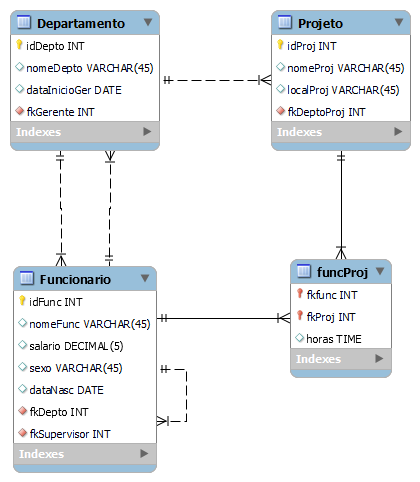 Departamento
idDepto INT
nomeDepto VARCHAR(45)
dataInicioGer DATE
fkGerente INT
Indexes
Projeto
idProj INT
nomeProj VARCHAR(45)
localProj VARCHAR(45)
fkDeptoProj INT
Indexes
Funcionario
idFunc INT
nomeFunc VARCHAR(45)
salario DECIMAL(5)
sexo VARCHAR(45)
dataNasc DATE
fkDepto INT
fkSupervisor INT
Indexes
funcProj
fkfunc INT
fkProj INT
horas TIME
Indexes